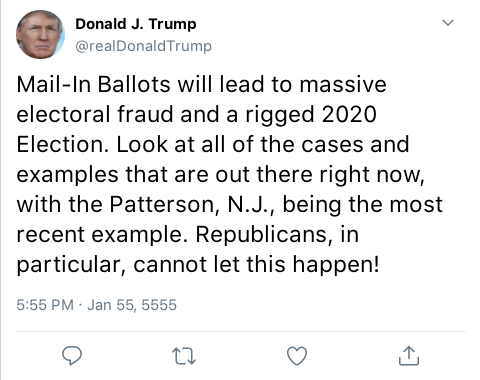 Donald J. Trump
@realDonaldTrump
Mail-In Ballots will lead to massive
electoral fraud and a rigged 2020
Election. Look at all of the cases and
examples that are out there right now,
with the Patterson, N.J., being the most
recent example. Republicans, in
particular, cannot let this happen!
5:55 PM · Jan 55, 5555